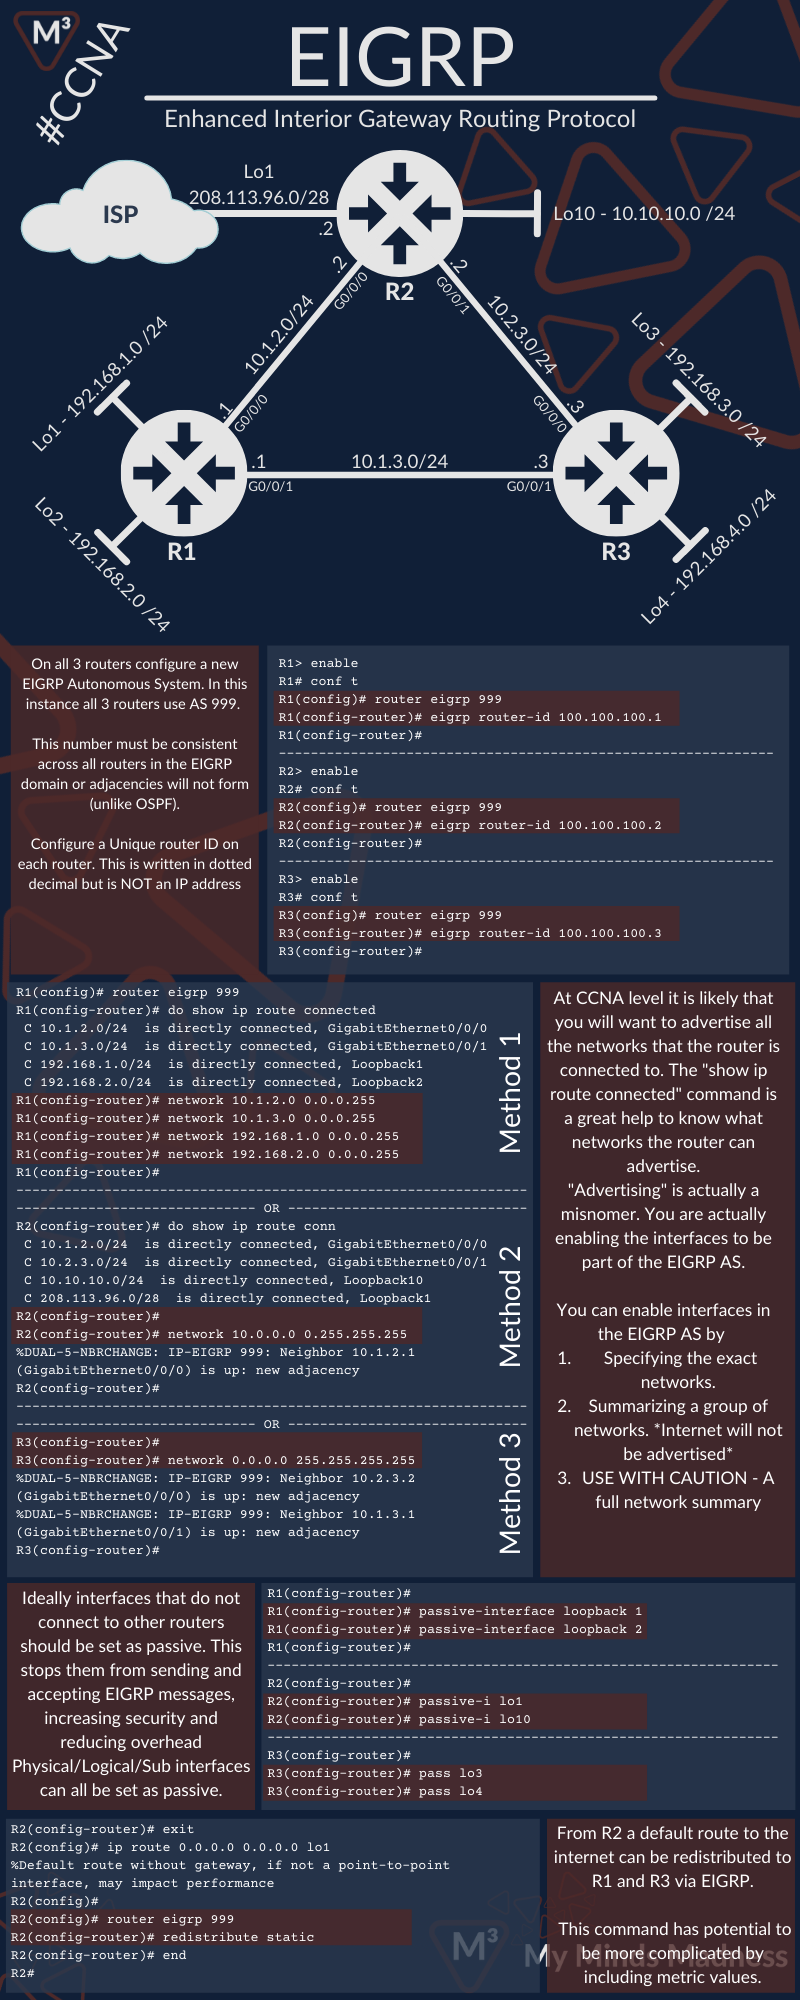 M³
#CCNA
EIGRP
Enhanced Interior Gateway Routing Protocol
ISP
Lo1
208.113.96.0/28
.2
Lo10 - 10.10.10.0 /24
R2
.2
G0/0/0
.2
G0/0/1
10.1.2.0/24
10.2.3.0/24
Lo1 - 192.168.1.0 /24
Lo3 - 192.168.3.0 /24
.1
G0/0/0
.3
G0/0/0
.1
10.1.3.0/24
.3
G0/0/1
G0/0/1
R1
R3
Lo2 - 192.168.2.0 /24
Lo4 - 192.168.4.0 /24
On all 3 routers configure a new
EIGRP Autonomous System. In this
instance all 3 routers use AS 999.
This number must be consistent
across all routers in the EIGRP
domain or adjacencies will not form
(unlike OSPF).
Configure a Unique router ID on
each router. This is written in dotted
decimal but is NOT an IP address
R1> enable
R1# conf t
R1(config)# router eigrp 999
R1(config-router)# eigrp router-id 100.100.100.1
R1(config-router)#
--------------------------------------------------------------
R2> enable
R2# conf t
R2(config)# router eigrp 999
R2(config-router)# eigrp router-id 100.100.100.2
R2(config-router)#
--------------------------------------------------------------
R3> enable
R3# conf t
R3(config)# router eigrp 999
R3(config-router)# eigrp router-id 100.100.100.3
R3(config-router)#
R1(config)# router eigrp 999
R1(config-router)# do show ip route connected
C 10.1.2.0/24  is directly connected, GigabitEthernet0/0/0
C 10.1.3.0/24  is directly connected, GigabitEthernet0/0/1
C 192.168.1.0/24  is directly connected, Loopback1
C 192.168.2.0/24  is directly connected, Loopback2
R1(config-router)# network 10.1.2.0 0.0.0.255
R1(config-router)# network 10.1.3.0 0.0.0.255
R1(config-router)# network 192.168.1.0 0.0.0.255
R1(config-router)# network 192.168.2.0 0.0.0.255
R1(config-router)#
Method 1
----------------------------------------------------------------
------------------------------ OR ------------------------------
R2(config-router)# do show ip route conn
C 10.1.2.0/24  is directly connected, GigabitEthernet0/0/0
C 10.2.3.0/24  is directly connected, GigabitEthernet0/0/1
C 10.10.10.0/24  is directly connected, Loopback10
C 208.113.96.0/28  is directly connected, Loopback1
R2(config-router)#
R2(config-router)# network 10.0.0.0 0.255.255.255
%DUAL-5-NBRCHANGE: IP-EIGRP 999: Neighbor 10.1.2.1
(GigabitEthernet0/0/0) is up: new adjacency
R2(config-router)#
Method 2
----------------------------------------------------------------
------------------------------ OR ------------------------------
R3(config-router)#
R3(config-router)# network 0.0.0.0 255.255.255.255
%DUAL-5-NBRCHANGE: IP-EIGRP 999: Neighbor 10.2.3.2
(GigabitEthernet0/0/0) is up: new adjacency
%DUAL-5-NBRCHANGE: IP-EIGRP 999: Neighbor 10.1.3.1
(GigabitEthernet0/0/1) is up: new adjacency
R3(config-router)#
Method 3
At CCNA level it is likely that
you will want to advertise all
the networks that the router is
connected to. The "show ip
route connected" command is
a great help to know what
networks the router can
advertise.
"Advertising" is actually a
misnomer. You are actually
enabling the interfaces to be
part of the EIGRP AS.
You can enable interfaces in
the EIGRP AS by
1. Specifying the exact
networks.
2. Summarizing a group of
networks. *Internet will not
be advertised*
3. USE WITH CAUTION - A
full network summary
Ideally interfaces that do not
connect to other routers
should be set as passive. This
stops them from sending and
accepting EIGRP messages,
increasing security and
reducing overhead
Physical/Logical/Sub interfaces
can all be set as passive.
R1(config-router)#
R1(config-router)# passive-interface loopback 1
R1(config-router)# passive-interface loopback 2
R1(config-router)#
----------------------------------------------------------------
R2(config-router)#
R2(config-router)# passive-i lo1
R2(config-router)# passive-i lo10
----------------------------------------------------------------
R3(config-router)#
R3(config-router)# pass lo3
R3(config-router)# pass lo4
R2(config-router)# exit
R2(config)# ip route 0.0.0.0 0.0.0.0 lo1
%Default route without gateway, if not a point-to-point
interface, may impact performance
R2(config)#
R2(config)# router eigrp 999
R2(config-router)# redistribute static
R2(config-router)# end
R2#
From R2 a default route to the
internet can be redistributed to
R1 and R3 via EIGRP.
This command has potential to
be more complicated by
including metric values.
M³
My Minds Madness